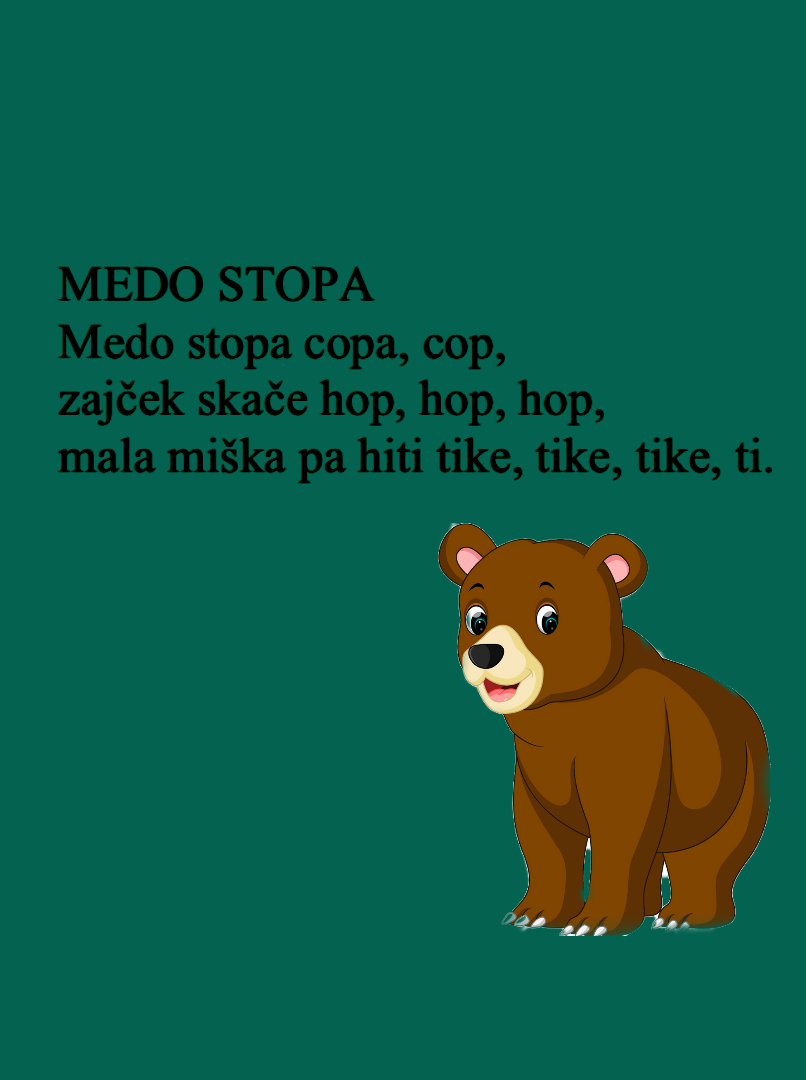 MEDO STOPA
Medo stopa copa, cop,
zajček skače hop, hop, hop,
mala miška pa hiti tike, tike, tike, ti.